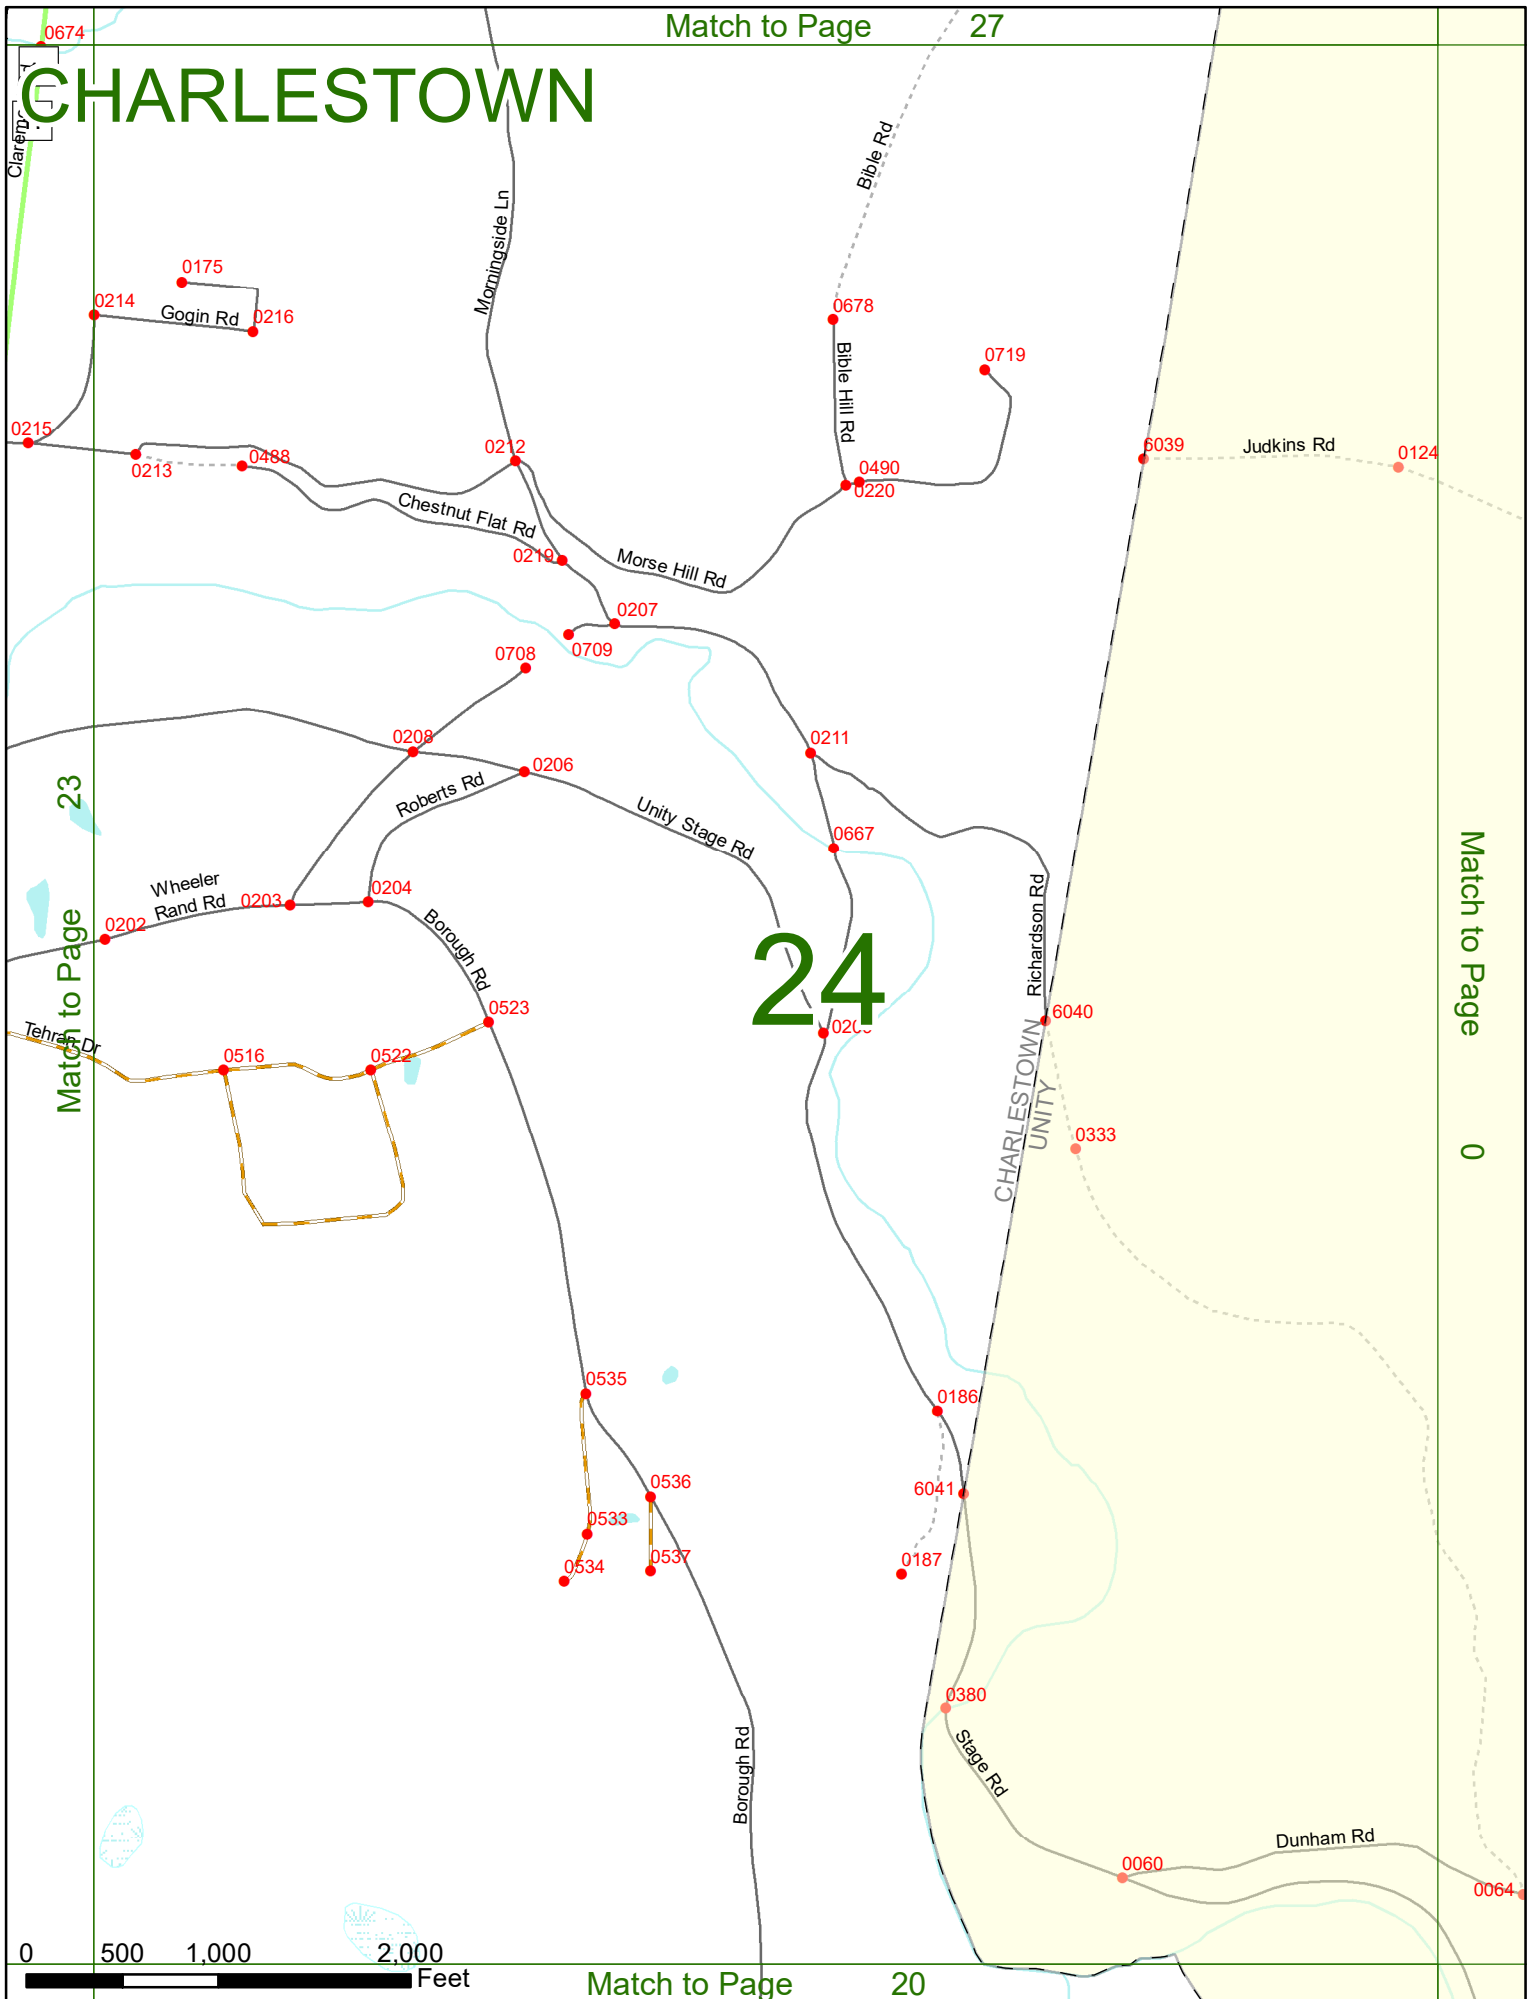 Match to Page 27
0674
CHARLESTOWN
Bible Rd
Morningside Ln
0175
0214
Gogin Rd
0216
0678
Bible Hill Rd
0719
0215
0213
0488
0212
0490
0220
6039
Judkins Rd
0124
Chestnut Flat Rd
0219
Morse Hill Rd
0207
0709
0708
0208
0206
0211
Roberts Rd
Unity Stage Rd
0667
Match to Page 23
Wheeler
Rand Rd
0203
0204
0202
Borough Rd
Richardson Rd
24
Match to Page 0
0523
6040
Tehran Dr
0516
0522
CHARLESTOWN
UNITY
0333
0535
0186
0536
6041
0533
0534
0537
0187
0380
Stage Rd
Borough Rd
Dunham Rd
0060
0064
0 500 1,000 2,000
Feet
Match to Page 20